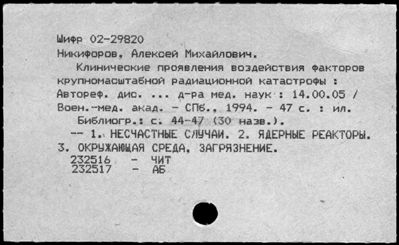 Шифр 02-29820
Никифоров, Алексей Михайлович.
Клинические проявления воздействия факторов
крупномасштабной радиационной катастрофы :
Автореф. дис. ... д-ра мед. наук : 14.00.05 /
Воен.-мед. акад. - СПб., 1994. - 47 с. : ил.
Библиогр.: с. 44-47 (30 назв.).
-- 1. НЕСЧАСТНЫЕ СЛУЧАИ. 2. ЯДЕРНЫЕ РЕАКТОРЫ.
3. ОКРУЖАЮЩАЯ СРЕДА, ЗАГРЯЗНЕНИЕ.
232516 - ЧИТ
232517 - АБ